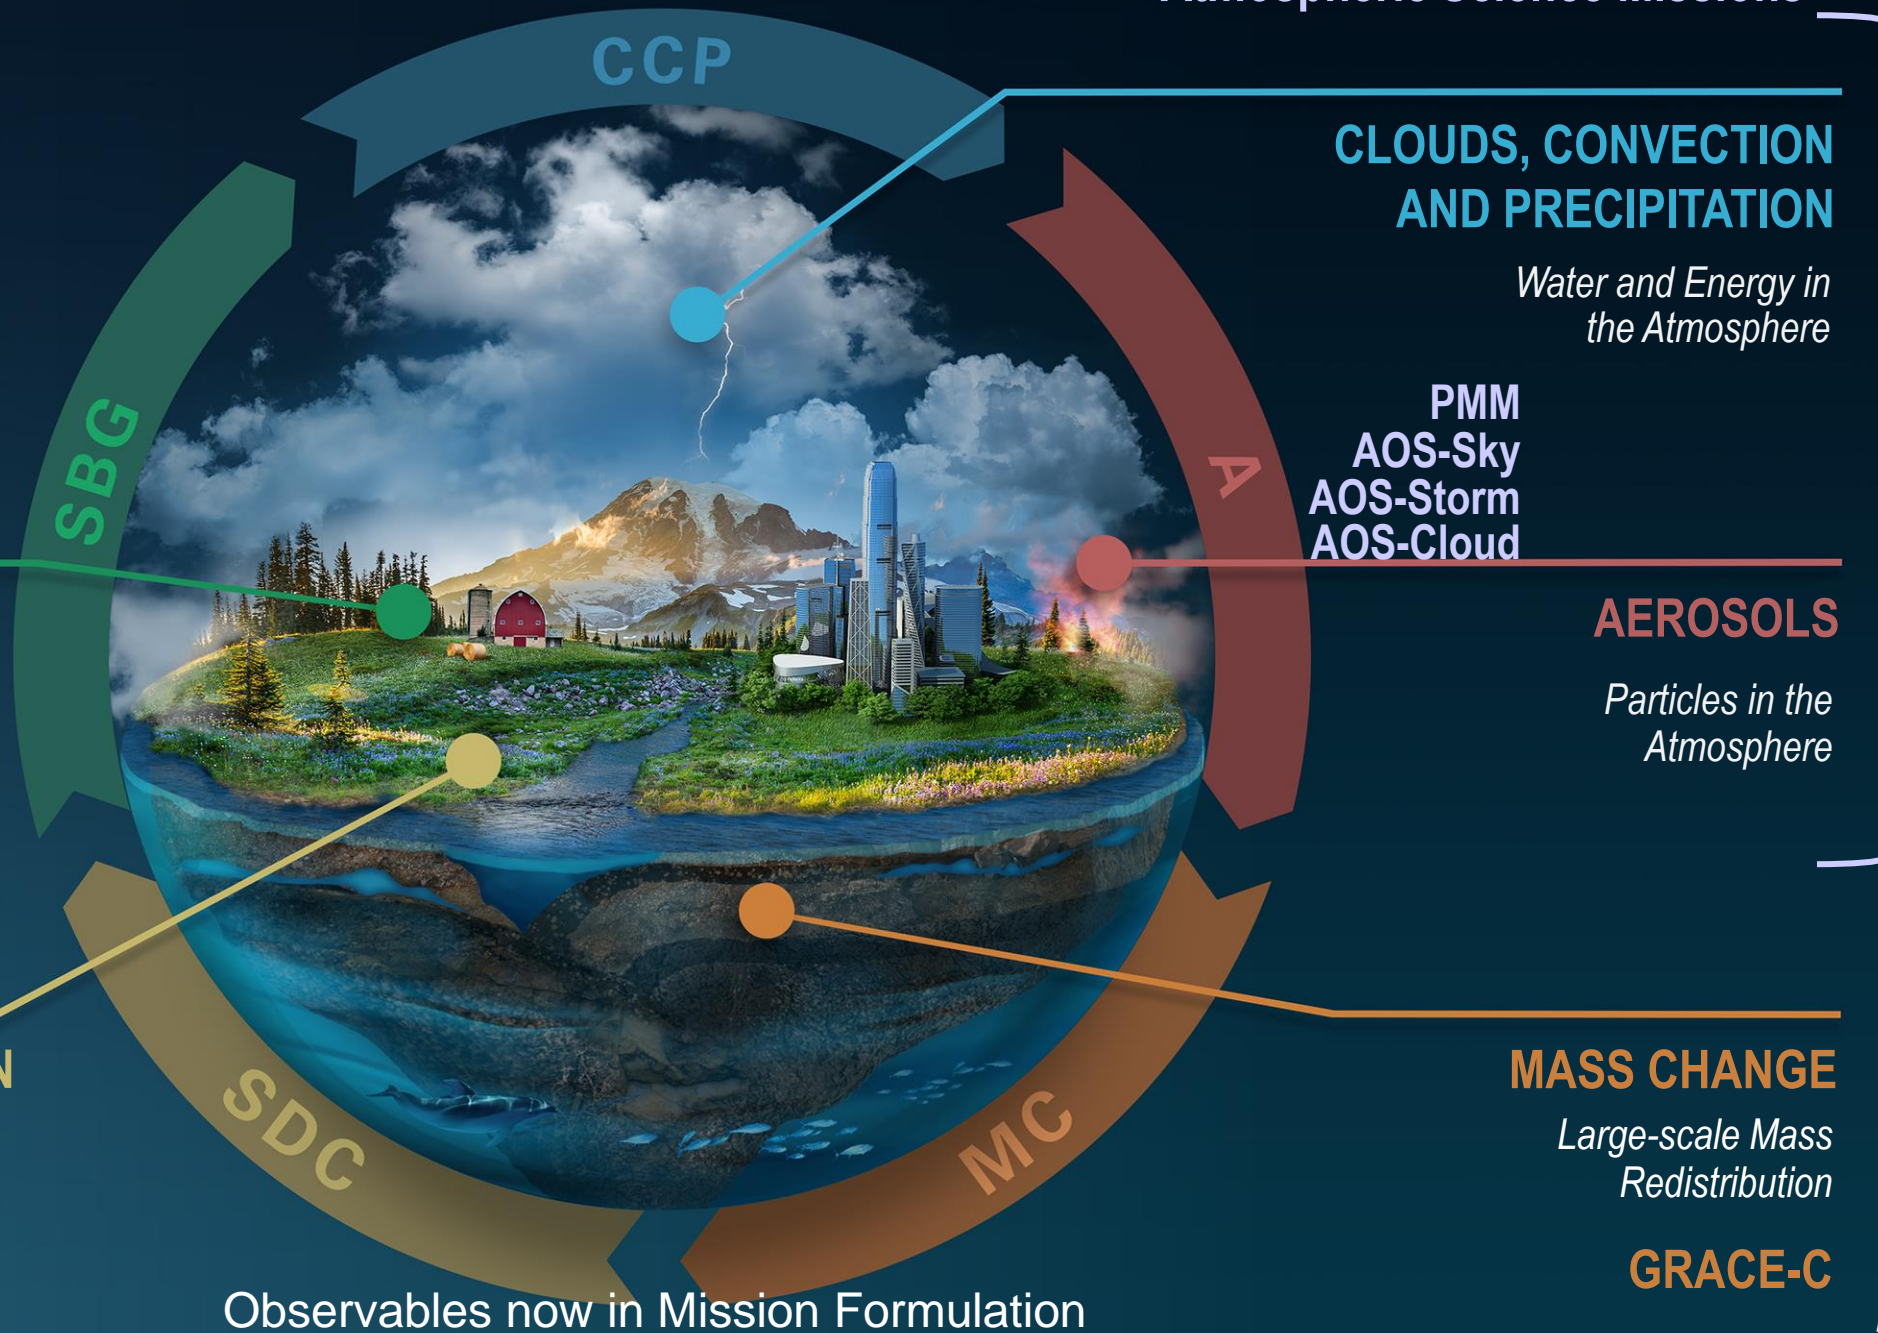 CCP
CLOUDS, CONVECTION
AND PRECIPITATION
Water and Energy in
the Atmosphere
PMM
AOS-Sky
AOS-Storm
AOS-Cloud
A
SBG
AEROSOLS
Particles in the
Atmosphere
SDC
MC
MASS CHANGE
Large-scale Mass
Redistribution
GRACE-C
Observables now in Mission Formulation